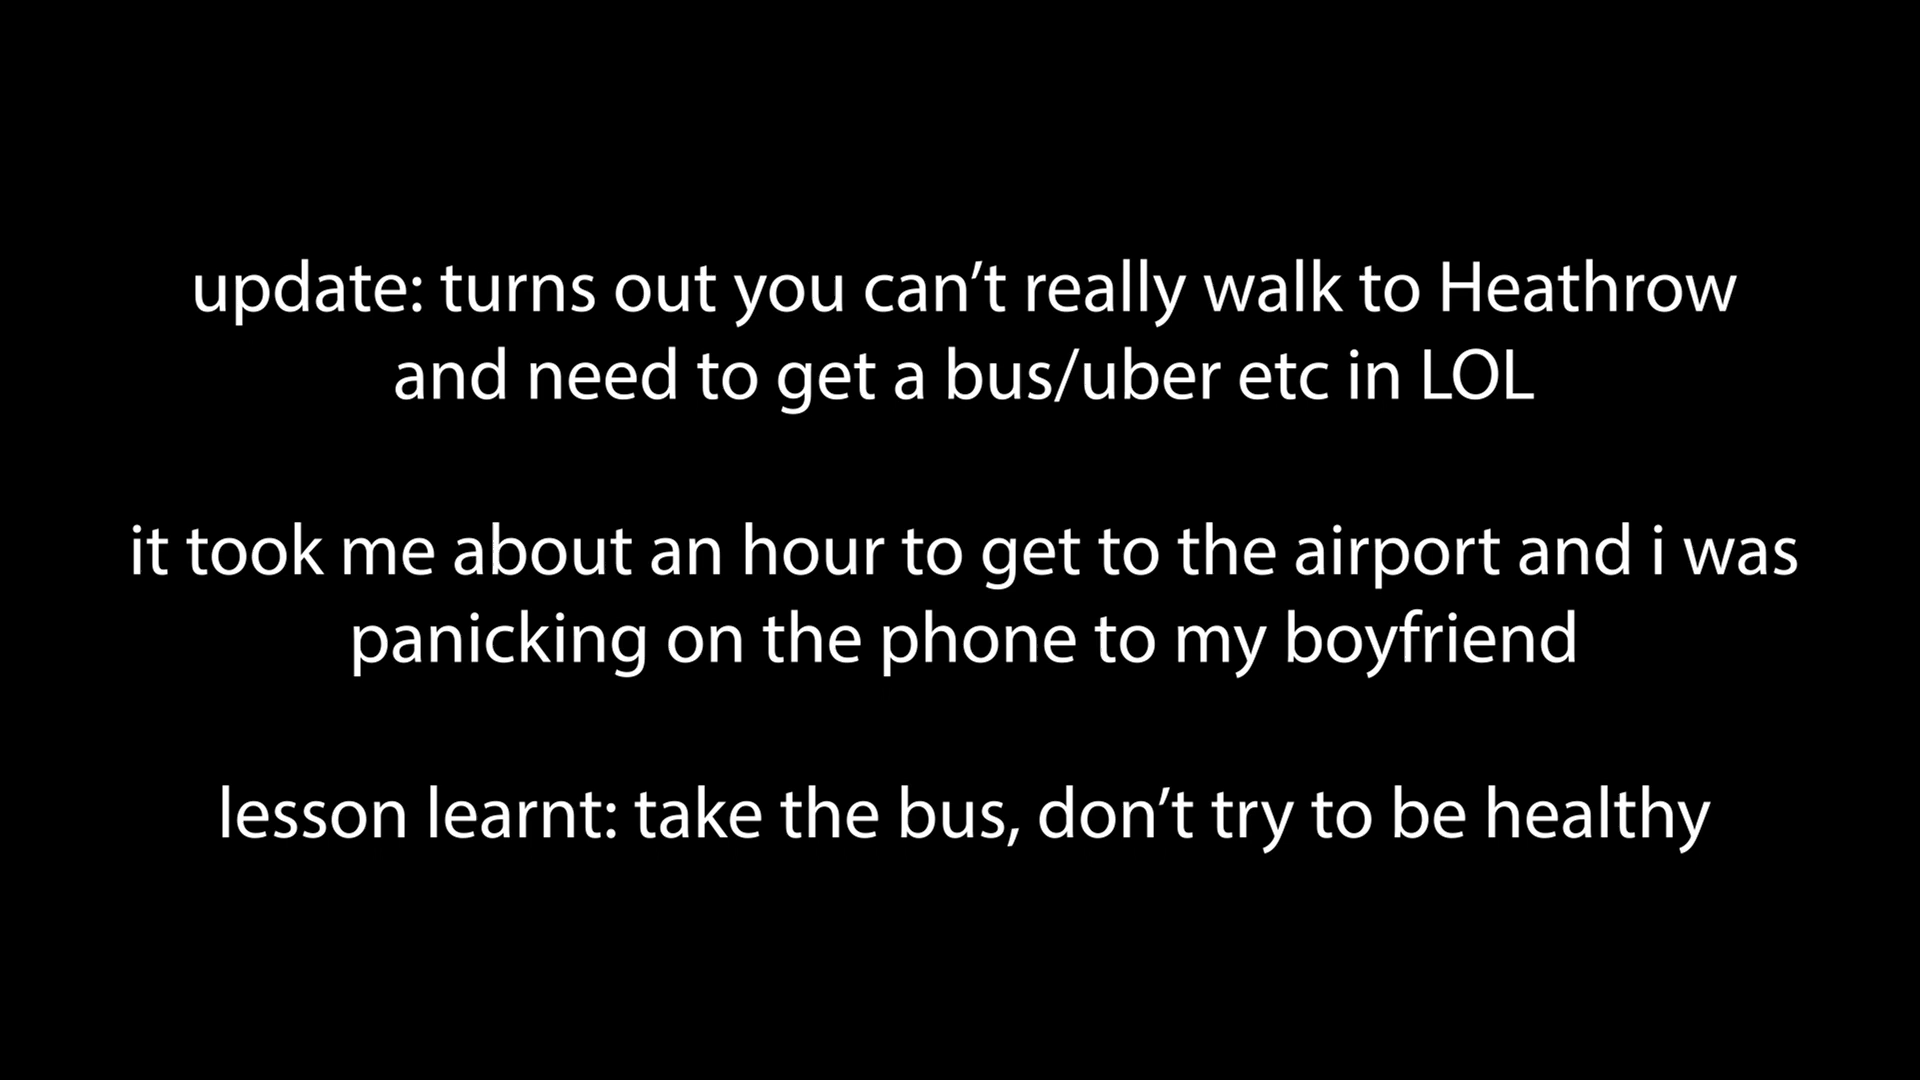 update: turns out you can’t really walk to Heathrow
and need to get a bus/uber etc in LOL
it took me about an hour to get to the airport and i was
panicking on the phone to my boyfriend
lesson learnt: take the bus, don’t try to be healthy